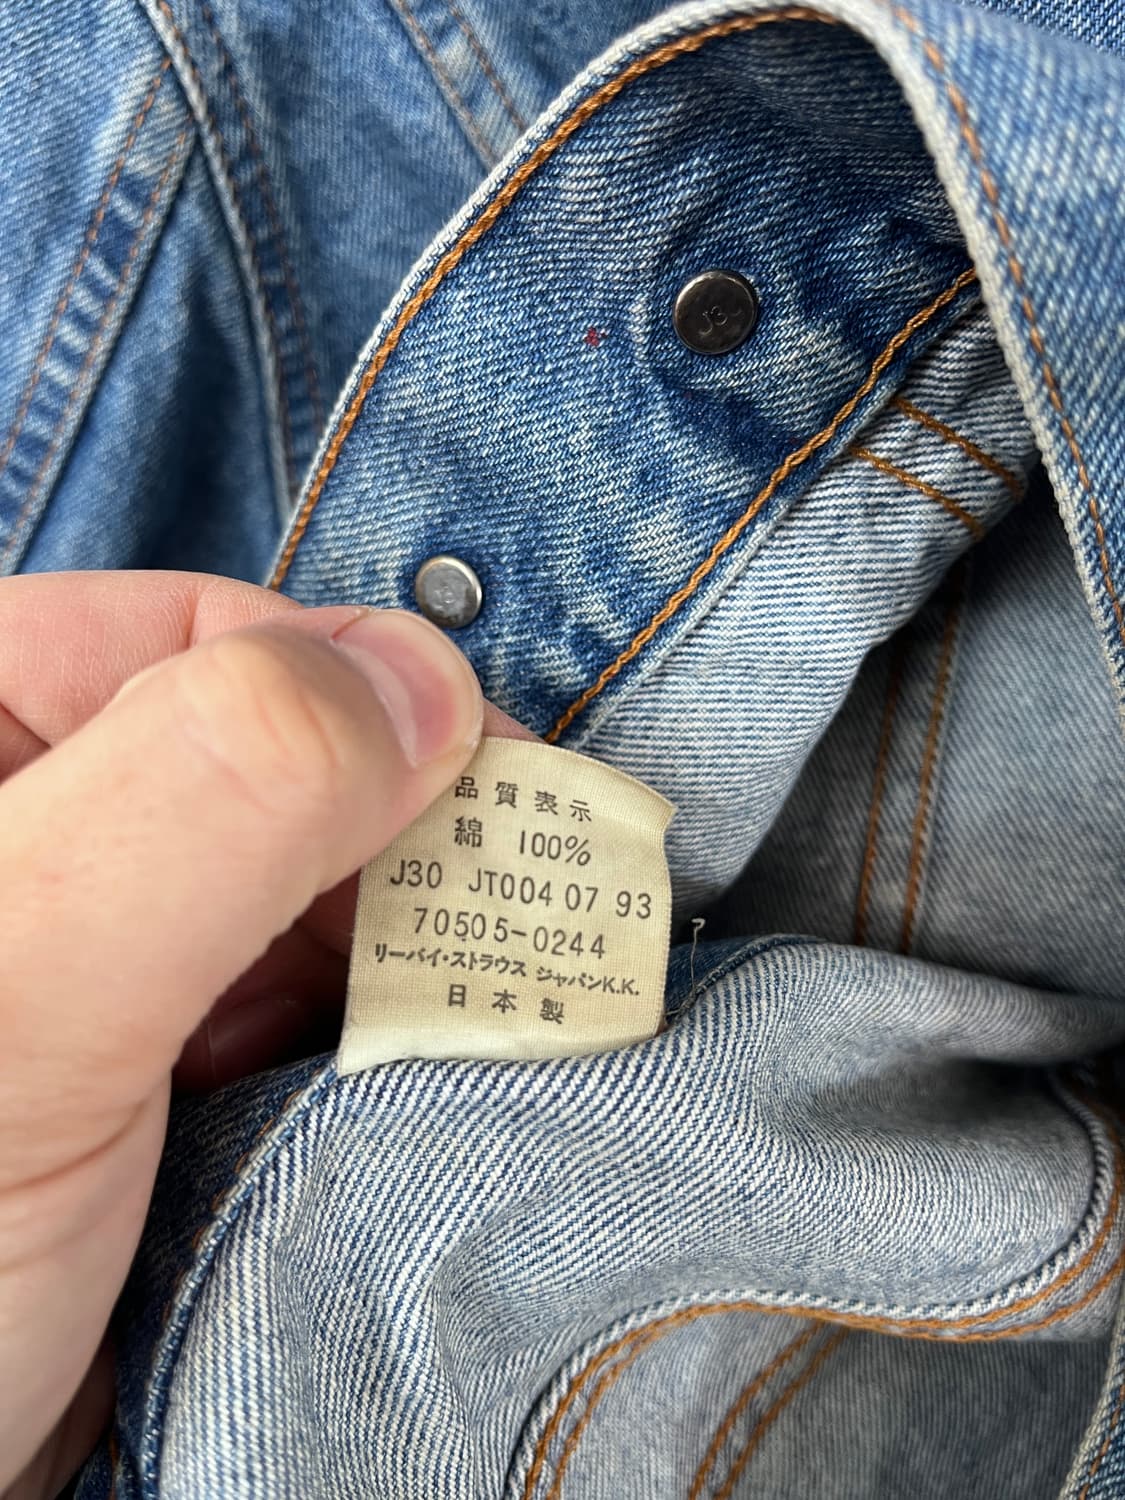 J3
品質表示
綿 100%
J30 JT004 07 93
70505-0244
リーバイ・ストラウス ジャパンK.K.
日本製